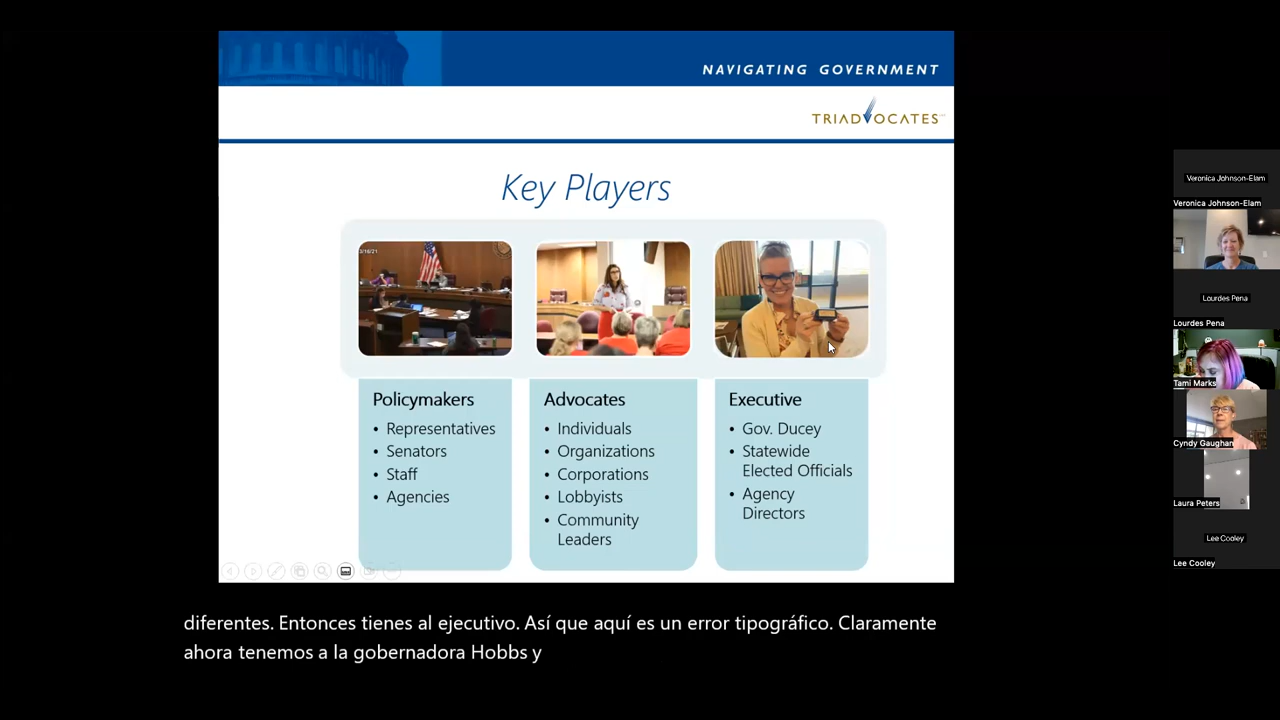 NAVIGATING GOVERNMENT
TRIADVOCATES
Key Players
3/16/21
Policymakers
• Representatives
• Senators
• Staff
• Agencies
Advocates
• Individuals
• Organizations
• Corporations
• Lobbyists
• Community
Leaders
Executive
• Gov. Ducey
• Statewide
Elected Officials
• Agency
Directors
Veronica Johnson-Elam
Veronica Johnson-Elam
Lourdes Pena
Lourdes Pena
Tami Marks
Cyndy Gaughan
Laura Peters
Lee Cooley
Lee Cooley
diferentes. Entonces tienes al ejecutivo. Así que aquí es un error tipográfico. Claramente
ahora tenemos a la gobernadora Hobbs y